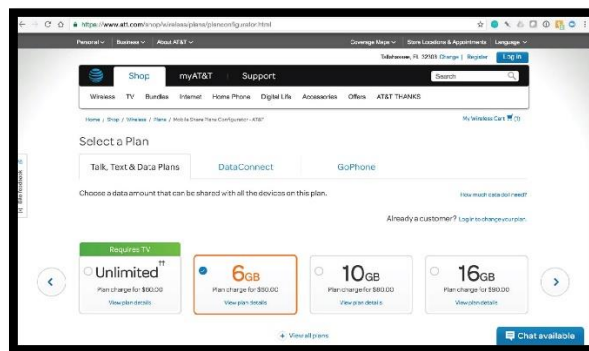 https://www.att.com/shop/wireless/plans/planconfigurator.html
Personal Business About AT&T Coverage Maps Store Locations & Appointments Language
Tallahassee, FL 32301 Change | Register Log In
Shop myAT&T Support Search
Wireless TV Bundles Internet Home Phone Digital Life Accessories Offers AT&T THANKS
Home / Shop / Wireless / Plans / Mobile Share Plans Configurator - AT&T My Wireless Cart (1)
Select a Plan
Talk, Text & Data Plans DataConnect GoPhone
Site feedback
Choose a data amount that can be shared with all the devices on this plan. How much data do I need?
Already a customer? Log in to change your plan
Requires TV
Unlimited†† 6GB 10GB 16GB
Plan charge for $60.00 Plan charge for Plan charge for $80.00 Plan charge for $90.00
View plan details View plan details View plan details View plan details
+ View all plans
Chat available